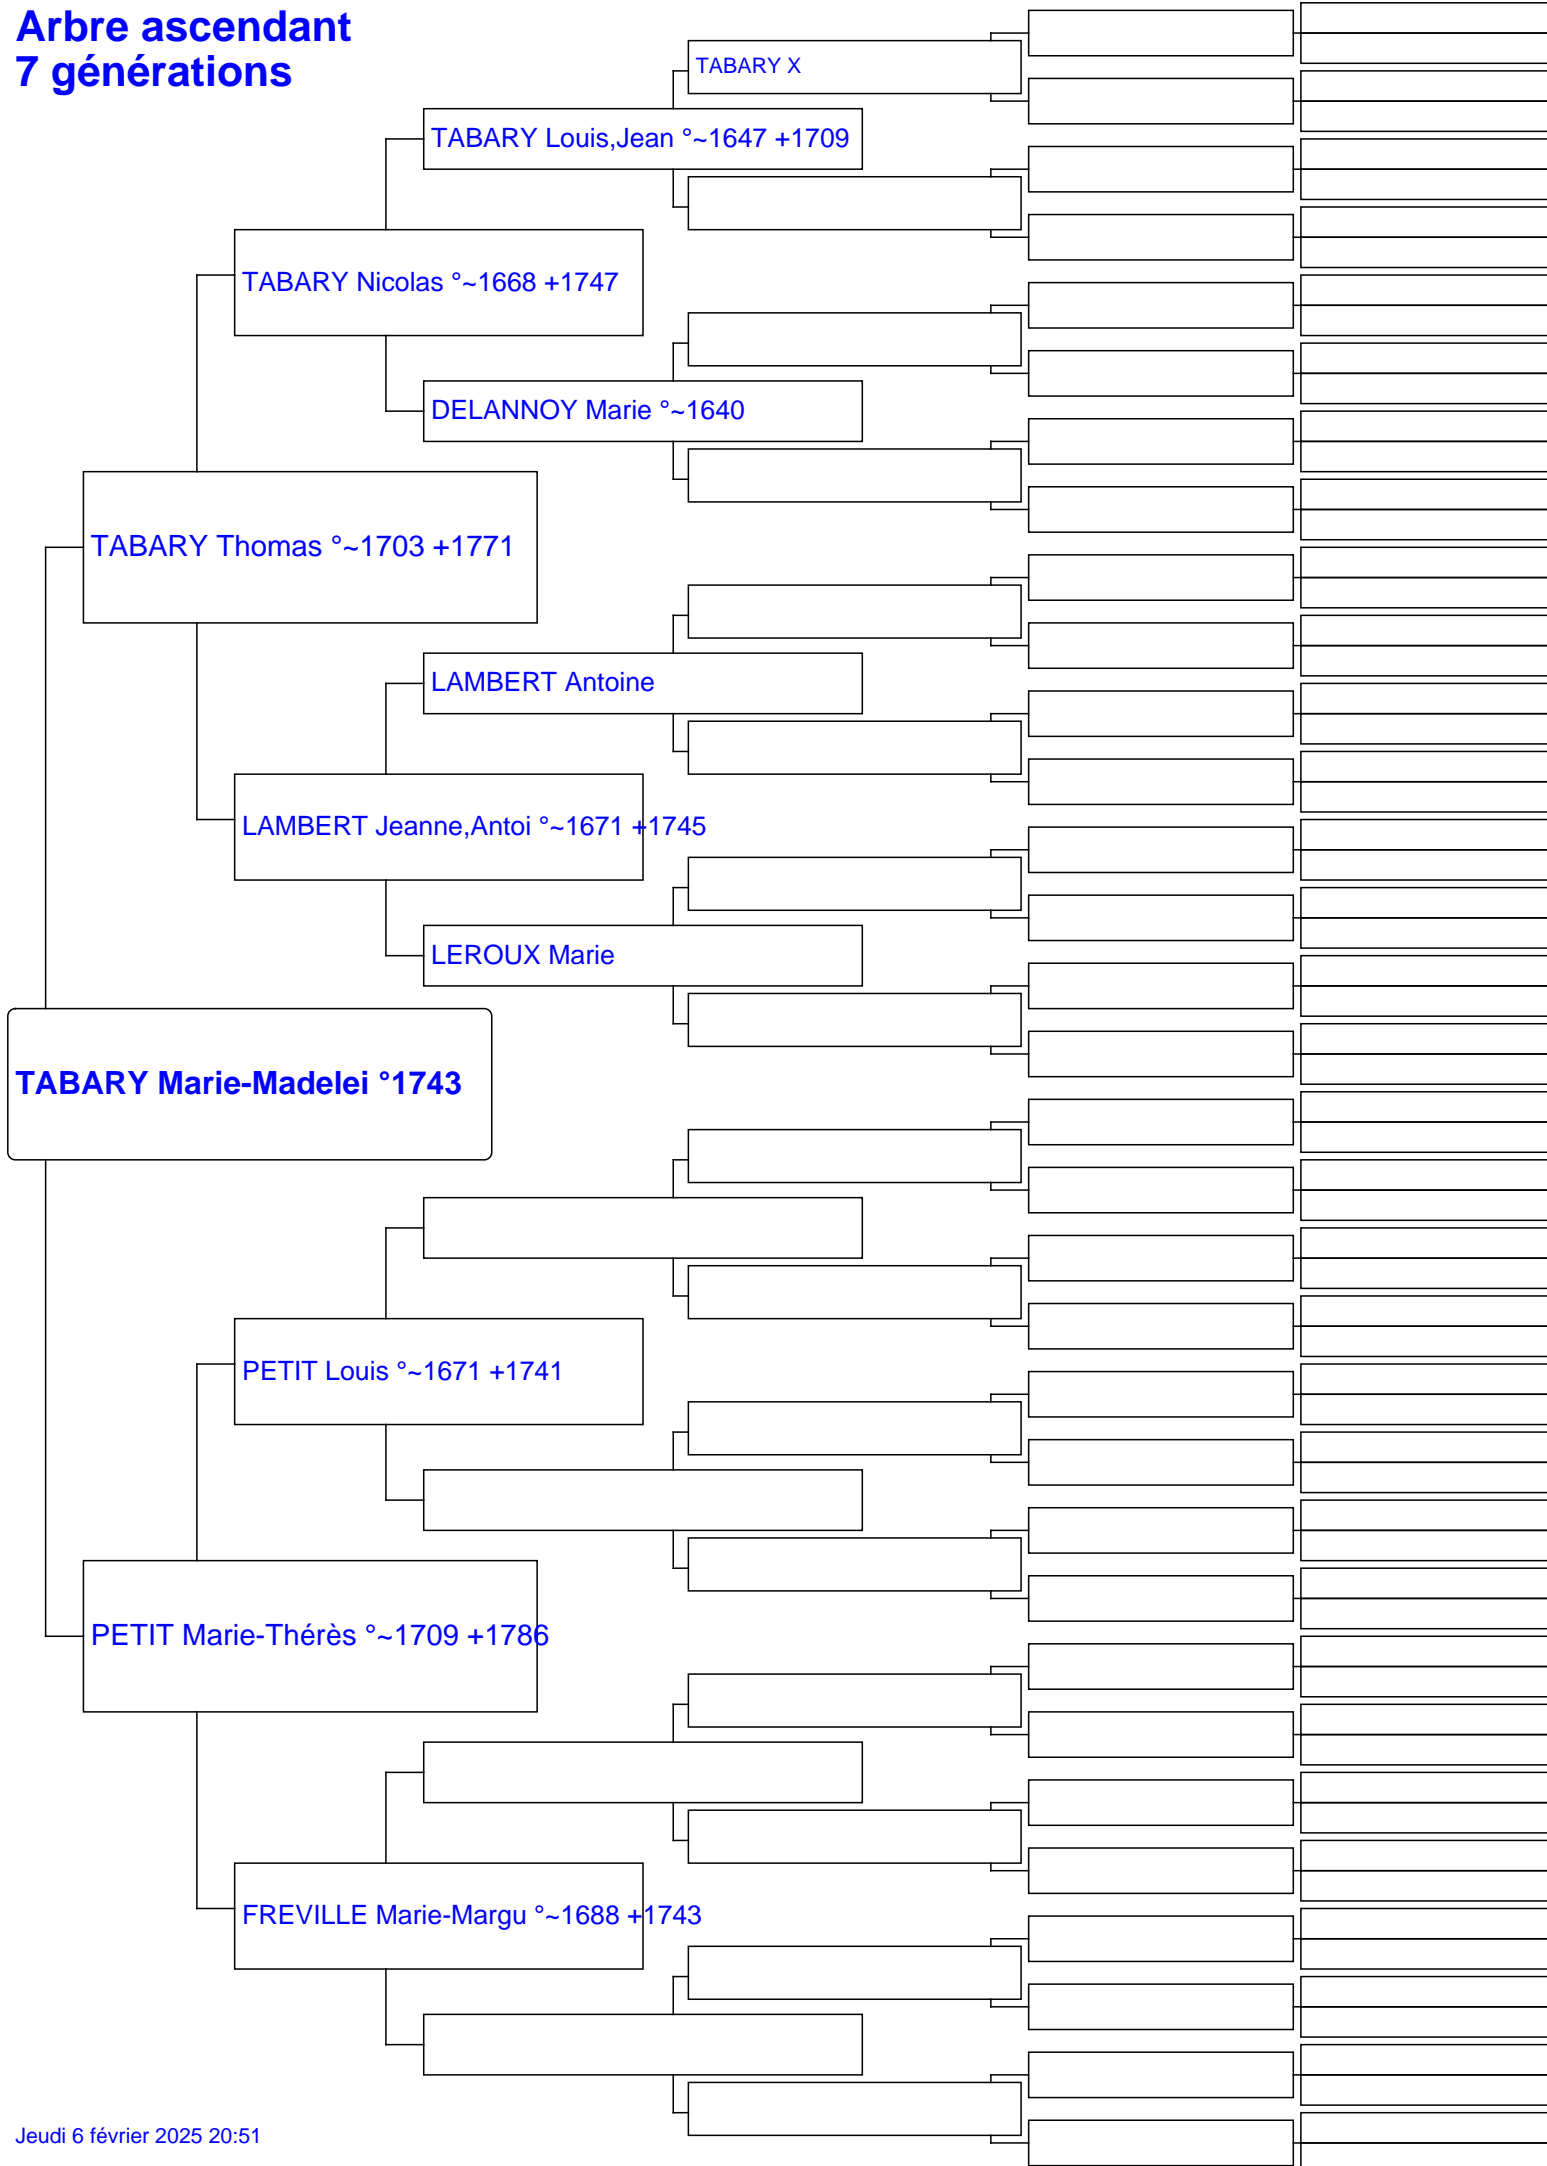 Arbre ascendant
7 générations
TABARY X
TABARY Louis,Jean °~1647 +1709
TABARY Nicolas °~1668 +1747
DELANNOY Marie °~1640
TABARY Thomas °~1703 +1771
LAMBERT Antoine
LAMBERT Jeanne,Antoi °~1671 +1745
LEROUX Marie
TABARY Marie-Madelei °1743
PETIT Louis °~1671 +1741
PETIT Marie-Thérès °~1709 +1786
FREVILLE Marie-Margu °~1688 +1743
Jeudi 6 février 2025 20:51